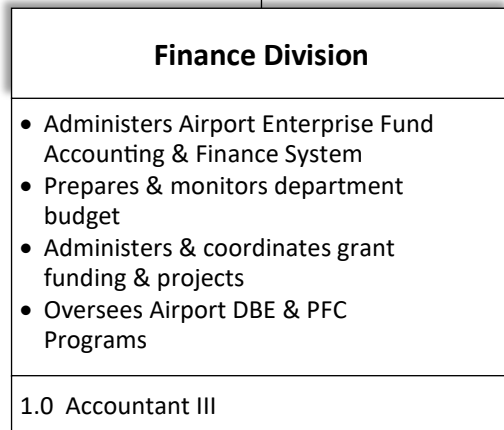 Finance Division
• Administers Airport Enterprise Fund
Accounting & Finance System
• Prepares & monitors department
budget
• Administers & coordinates grant
funding & projects
• Oversees Airport DBE & PFC
Programs
1.0 Accountant III